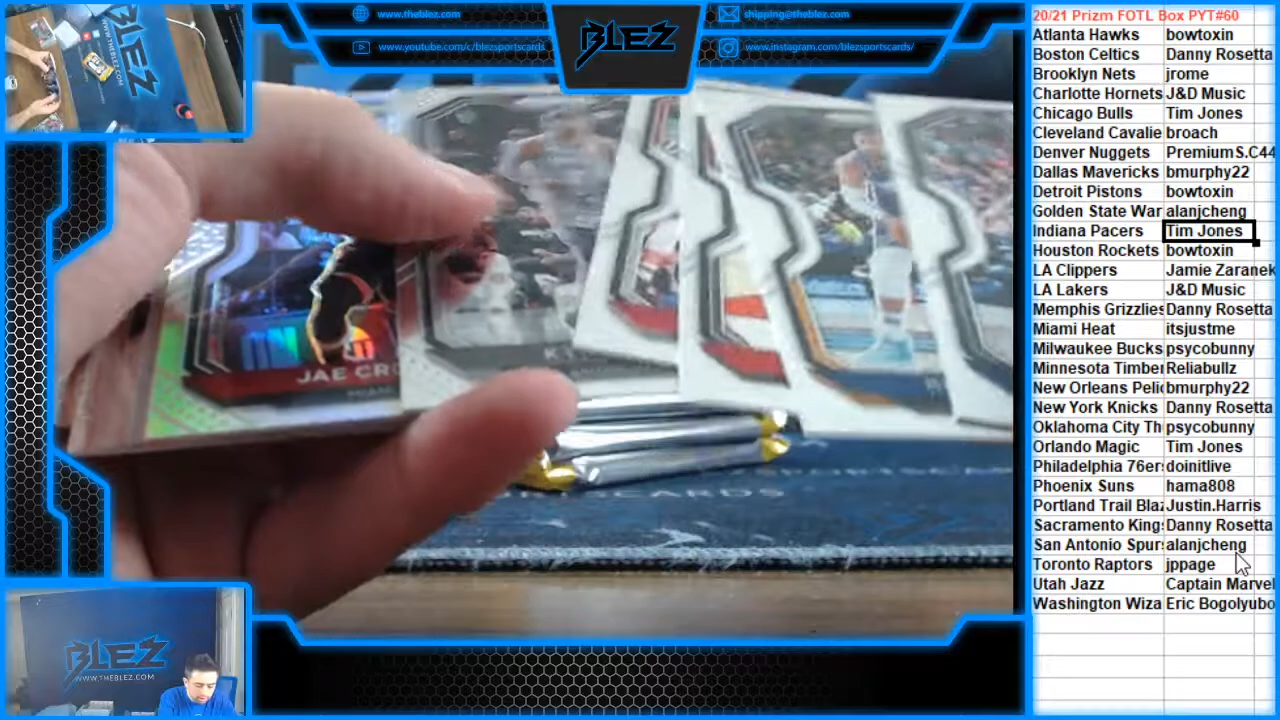 www.theblez.com
www.youtube.com/c/blezsportscards
BLEZ
shipping@theblez.com
www.instagram.com/blezsportscards/
JAE CRO
BLEZ
WWW.THEBLEZ.COM
20/21 Prizm FOTL Box PYT#60
Atlanta Hawks bowtoxin
Boston Celtics Danny Rosetta
Brooklyn Nets jrome
Charlotte Hornets J&D Music
Chicago Bulls Tim Jones
Cleveland Cavalie broach
Denver Nuggets PremiumS.C44
Dallas Mavericks bmurphy22
Detroit Pistons bowtoxin
Golden State War alanjcheng
Indiana Pacers Tim Jones
Houston Rockets bowtoxin
LA Clippers Jamie Zaranek
LA Lakers J&D Music
Memphis Grizzlies Danny Rosetta
Miami Heat itsjustme
Milwaukee Bucks psycobunny
Minnesota Timber Reliabullz
New Orleans Pelic bmurphy22
New York Knicks Danny Rosetta
Oklahoma City Th psycobunny
Orlando Magic Tim Jones
Philadelphia 76ers doinitlive
Phoenix Suns hama808
Portland Trail Blaz Justin.Harris
Sacramento Kings Danny Rosetta
San Antonio Spurs alanjcheng
Toronto Raptors jppage
Utah Jazz Captain Marvel
Washington Wiza Eric Bogolyubo